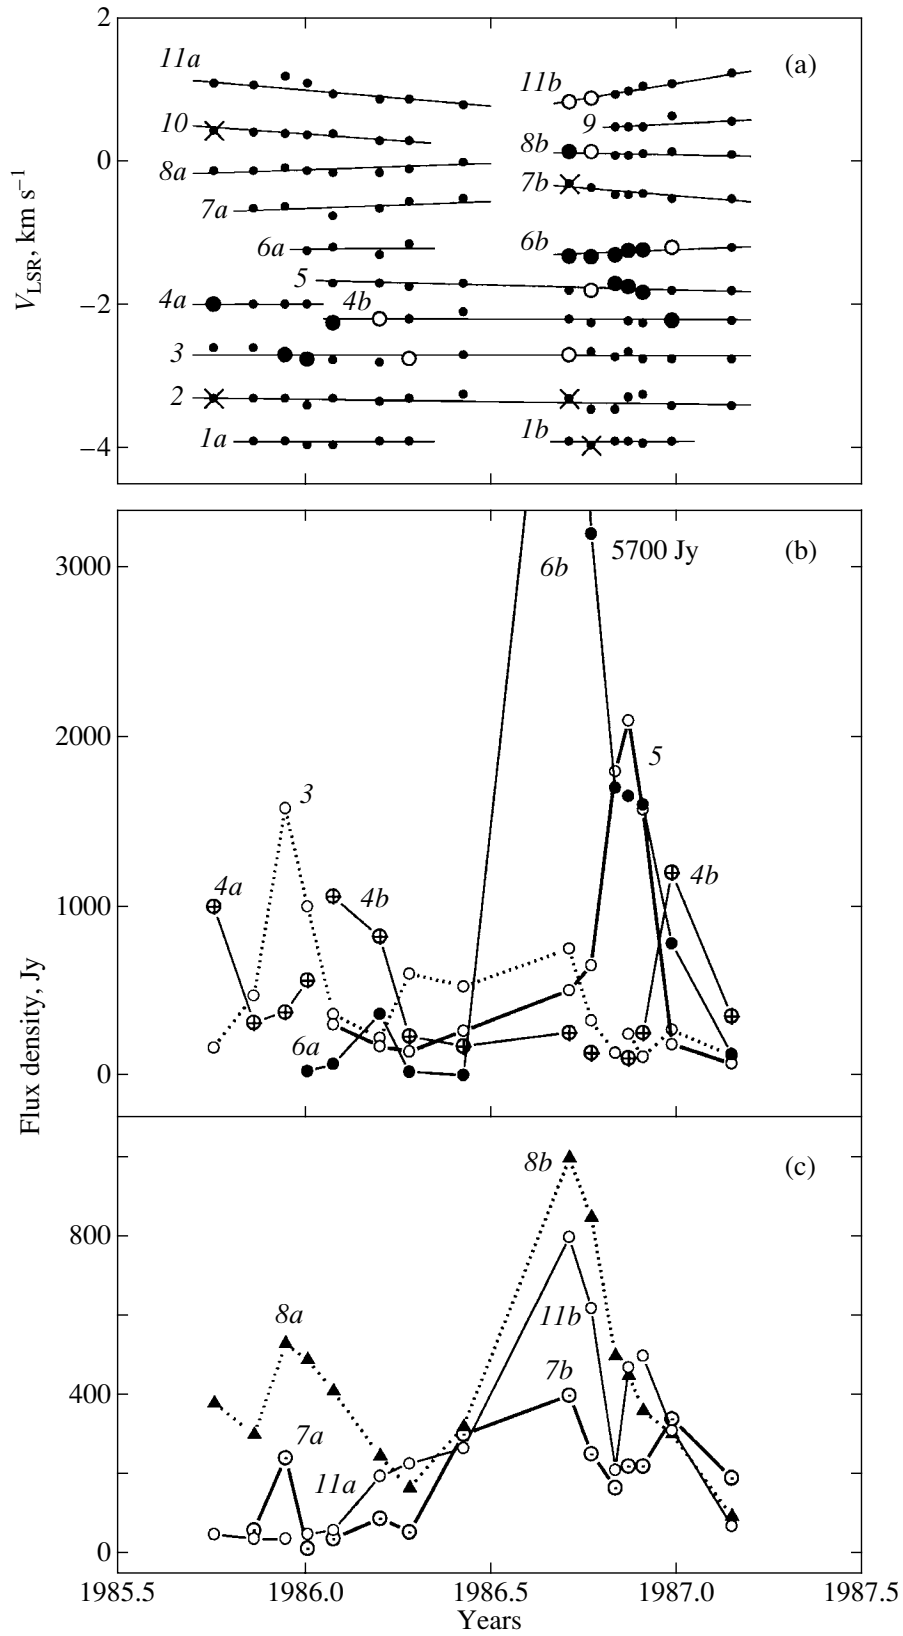 2
11a
(a)
11b
10
9
0
8b
8a
7b
7a
6b
6a
5
4a
4b
−2
3
2
1a
1b
−4
V_LSR, km s⁻¹
(b)
5700 Jy
3000
6b
2000
5
3
4a
4b
4b
1000
6a
0
Flux density, Jy
(c)
8b
800
8a
11b
7b
400
7a
11a
0
1985.5
1986.0
1986.6
1987.0
1987.5
Years